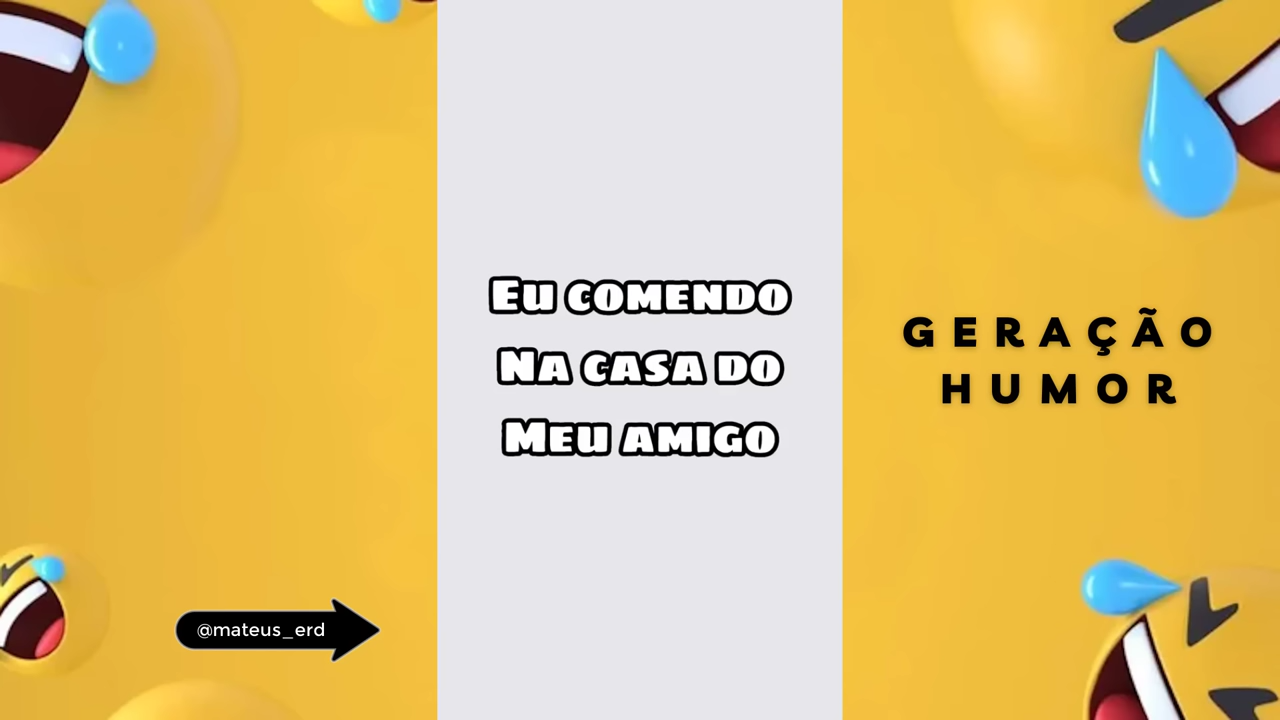 Eu comendo
na casa do
meu amigo
GERAÇÃO
HUMOR
@mateus_erd